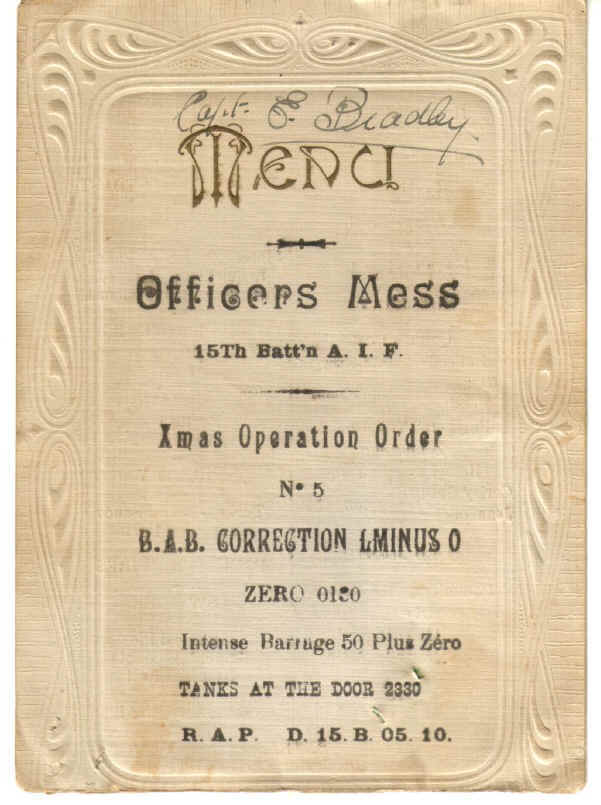 Capt. E. Bradley
Menu
Officers Mess
15Th Batt'n A. I. F.
Xmas Operation Order
Nº 5
B.A.B. CORRECTION LMINUS O
ZERO 0130
Intense Barrage 50 Plus Zéro
TANKS AT THE DOOR 2330
R. A. P. D. 15. B. 05. 10.